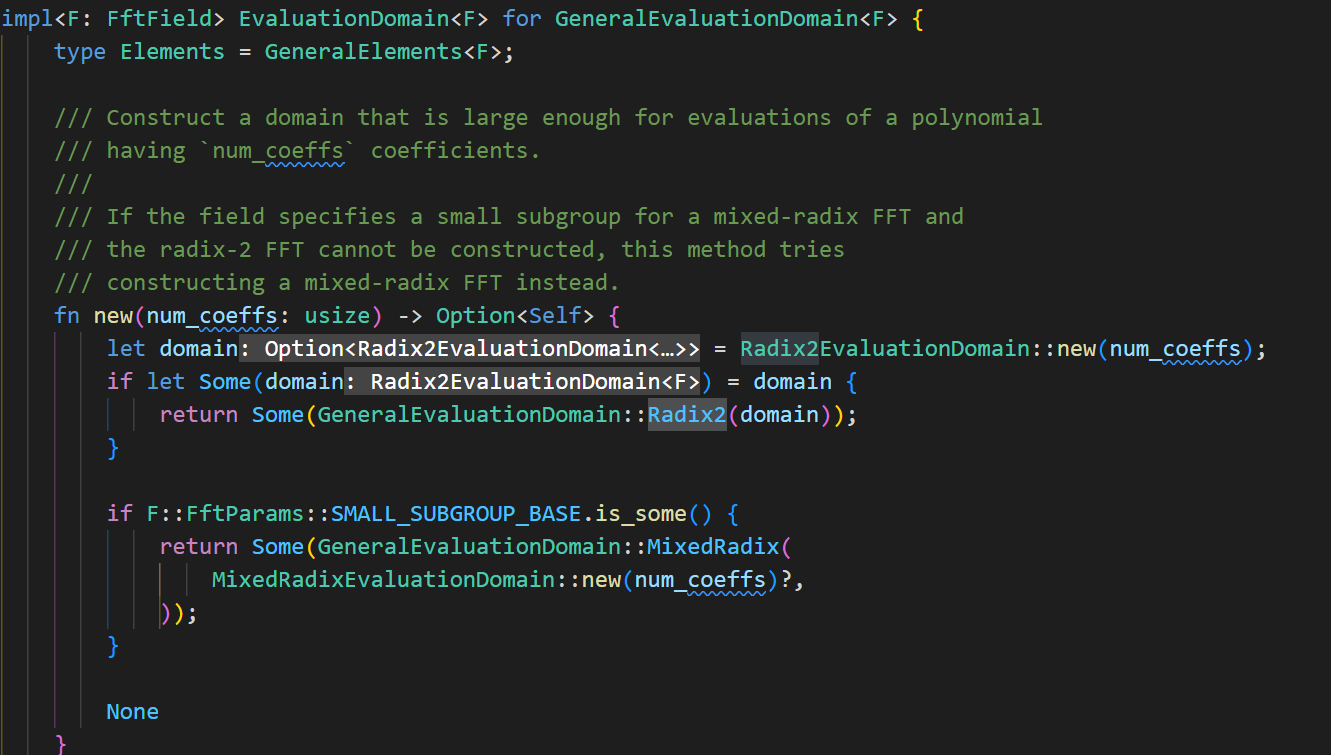 impl<F: FftField> EvaluationDomain<F> for GeneralEvaluationDomain<F> {
    type Elements = GeneralElements<F>;
    /// Construct a domain that is large enough for evaluations of a polynomial
    /// having `num_coeffs` coefficients.
    ///
    /// If the field specifies a small subgroup for a mixed-radix FFT and
    /// the radix-2 FFT cannot be constructed, this method tries
    /// constructing a mixed-radix FFT instead.
    fn new(num_coeffs: usize) -> Option<Self> {
        let domain: Option<Radix2EvaluationDomain<…>> = Radix2EvaluationDomain::new(num_coeffs);
        if let Some(domain: Radix2EvaluationDomain<F>) = domain {
            return Some(GeneralEvaluationDomain::Radix2(domain));
        }
        if F::FftParams::SMALL_SUBGROUP_BASE.is_some() {
            return Some(GeneralEvaluationDomain::MixedRadix(
                MixedRadixEvaluationDomain::new(num_coeffs)?,
            ));
        }
        None
    }